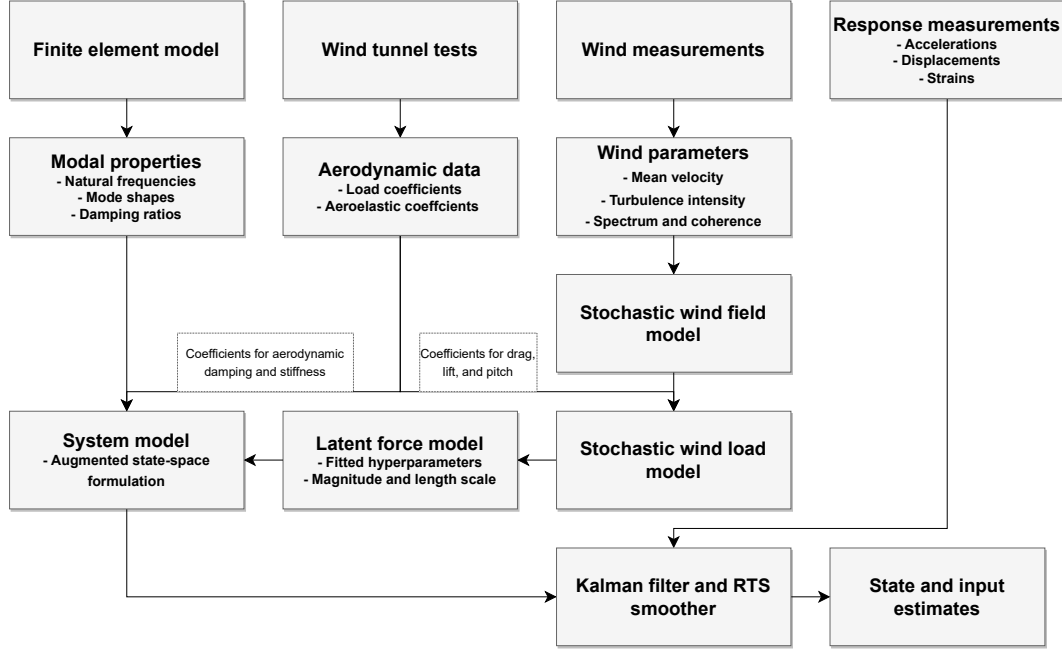 Finite element model
Wind tunnel tests
Wind measurements
Response measurements
- Accelerations
- Displacements
- Strains
Modal properties
- Natural frequencies
- Mode shapes
- Damping ratios
Aerodynamic data
- Load coefficients
- Aeroelastic coeffcients
Wind parameters
- Mean velocity
- Turbulence intensity
- Spectrum and coherence
Stochastic wind field
model
Coefficients for aerodynamic
damping and stiffness
Coefficients for drag,
lift, and pitch
System model
- Augmented state-space
formulation
Latent force model
- Fitted hyperparameters
- Magnitude and length scale
Stochastic wind load
model
Kalman filter and RTS
smoother
State and input
estimates